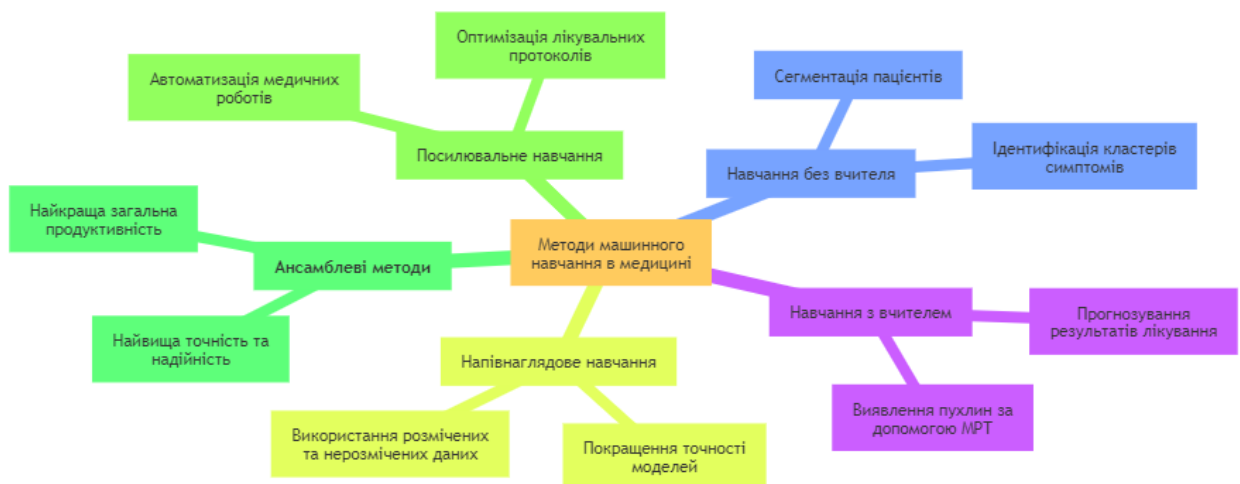 Оптимізація лікувальних
протоколів
Автоматизація медичних
роботів
Посилювальне навчання
Сегментація пацієнтів
Ідентифікація кластерів
симптомів
Навчання без вчителя
Найкраща загальна
продуктивність
Ансамблеві методи
Найвища точність та
надійність
Методи машинного
навчання в медицині
Навчання з вчителем
Прогнозування
результатів лікування
Виявлення пухлин за
допомогою МРТ
Напівнаглядове навчання
Використання розмічених
та нерозмічених даних
Покращення точності
моделей